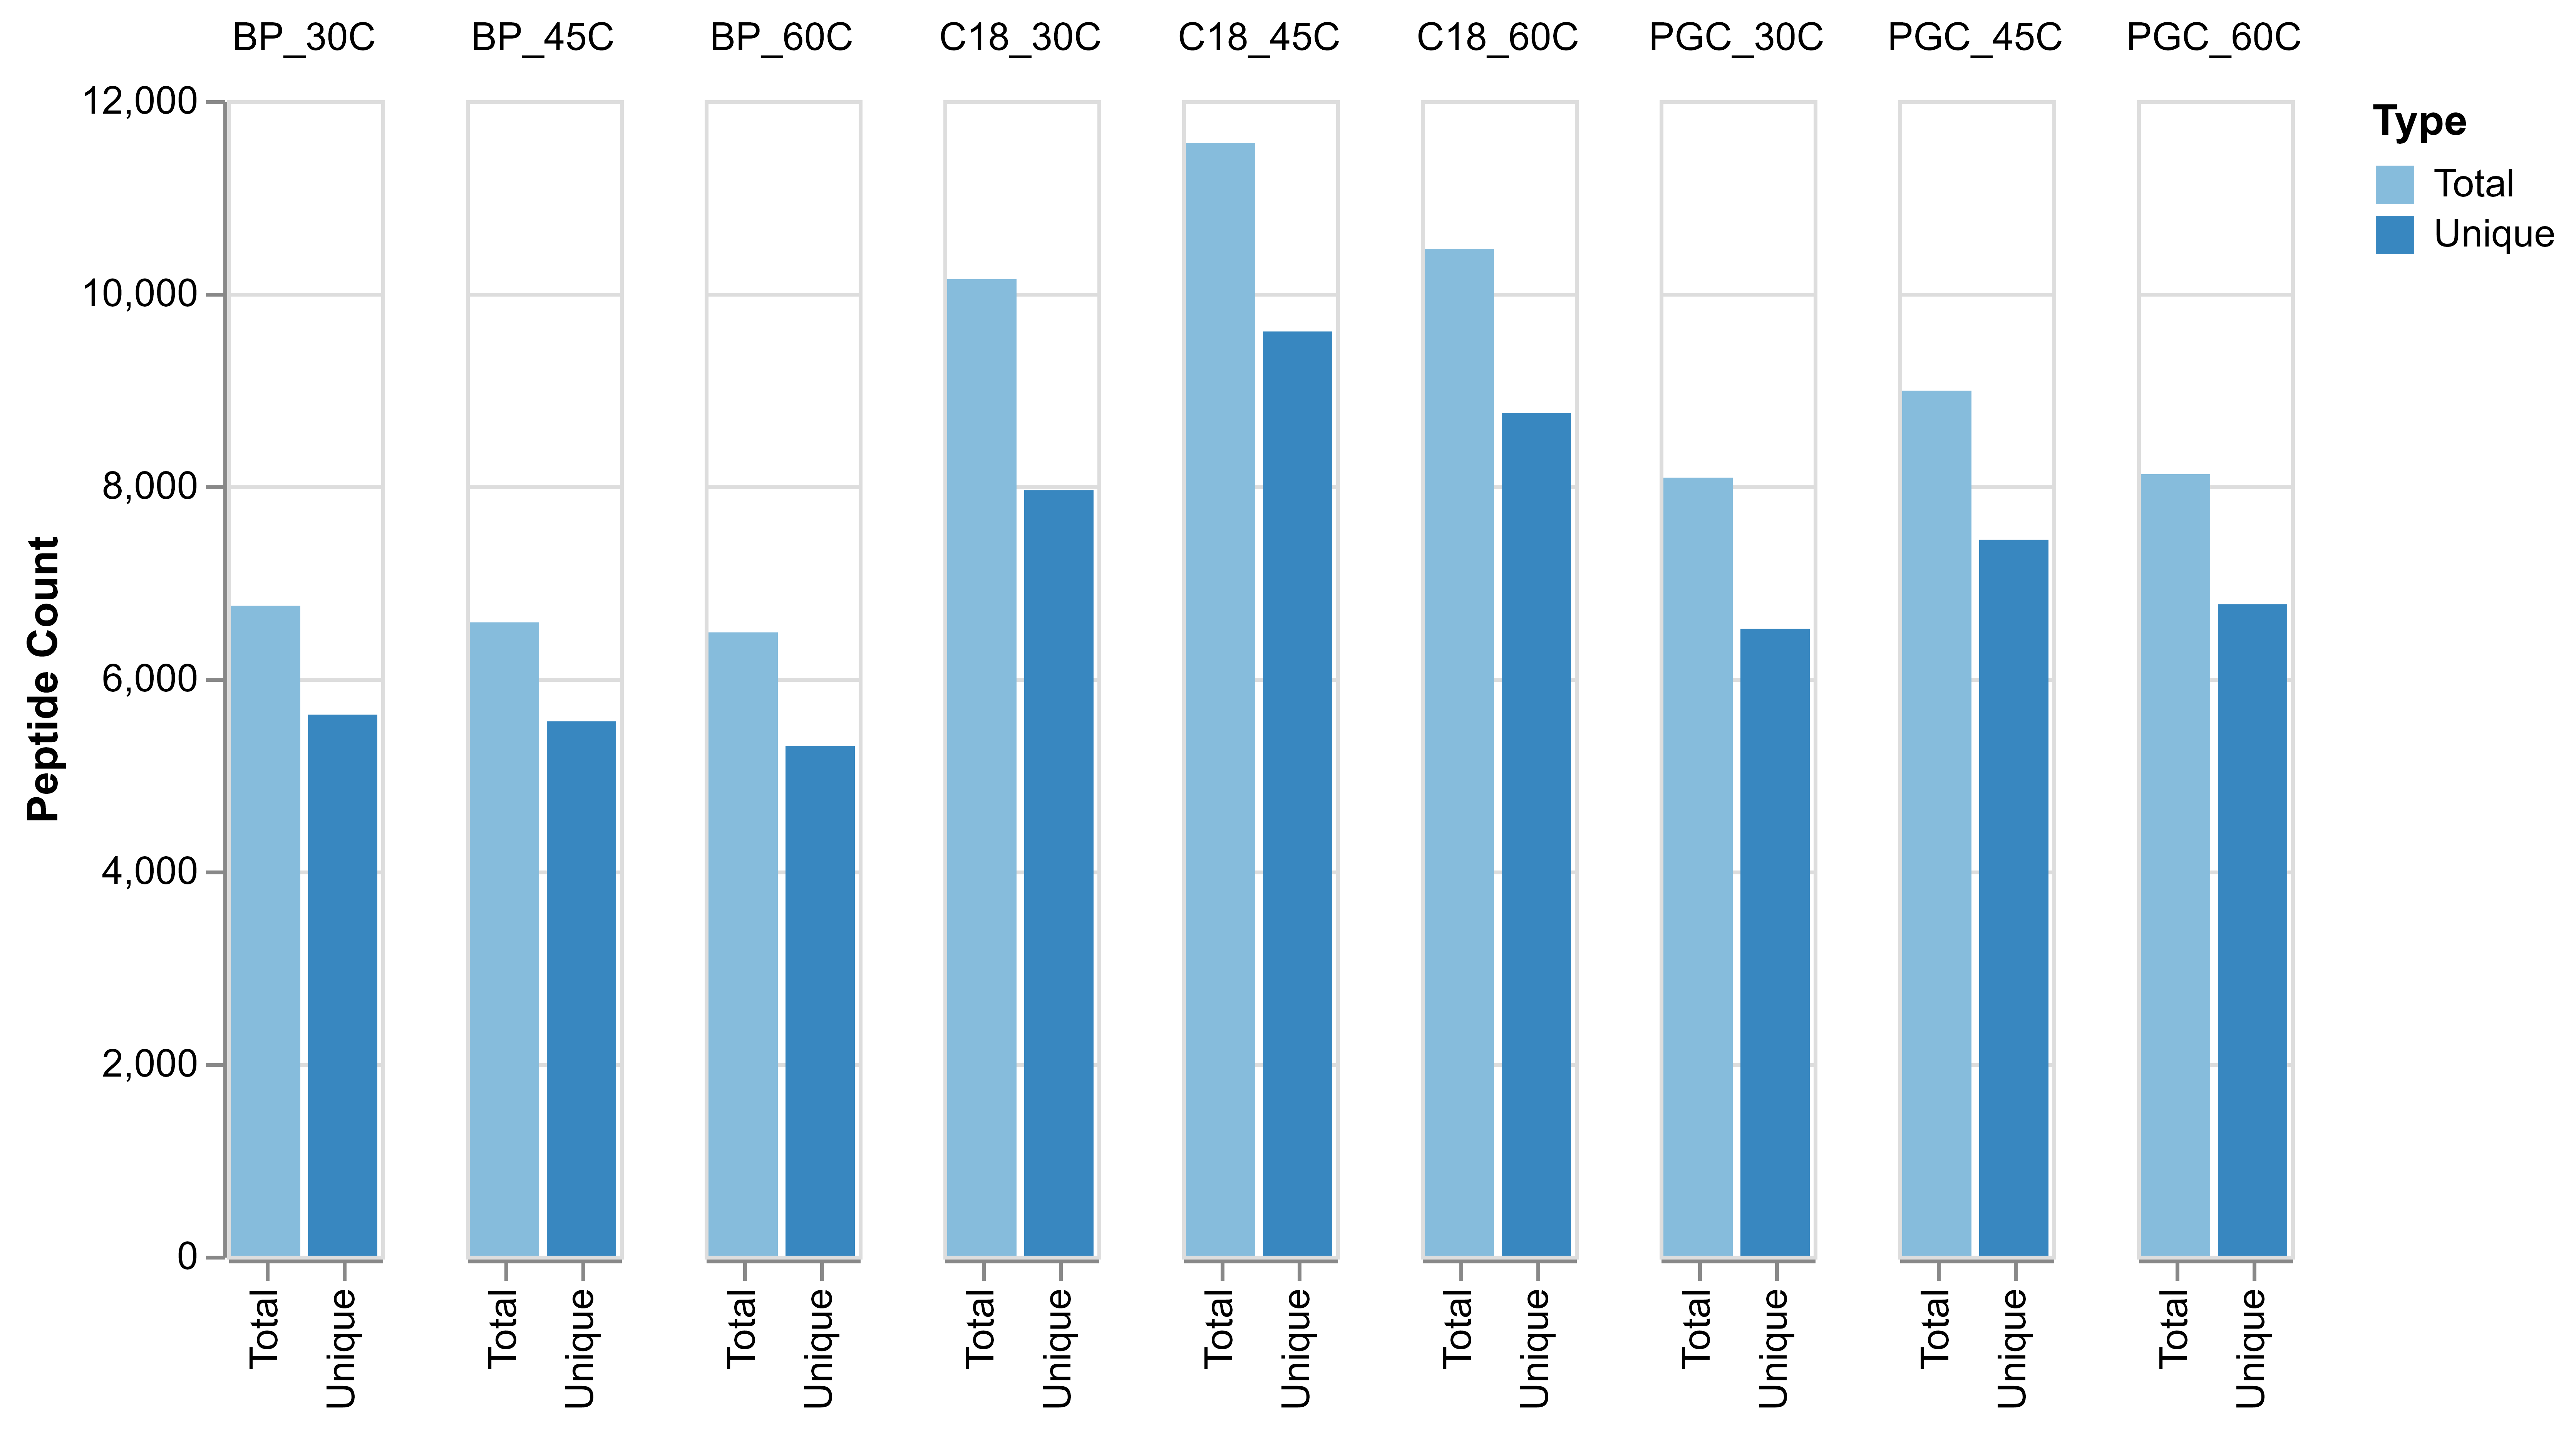 BP_30C BP_45C BP_60C C18_30C C18_45C C18_60C PGC_30C PGC_45C PGC_60C
Peptide Count
12,000
10,000
8,000
6,000
4,000
2,000
0
Total Unique Total Unique Total Unique Total Unique Total Unique Total Unique Total Unique Total Unique Total Unique
Type
Total
Unique